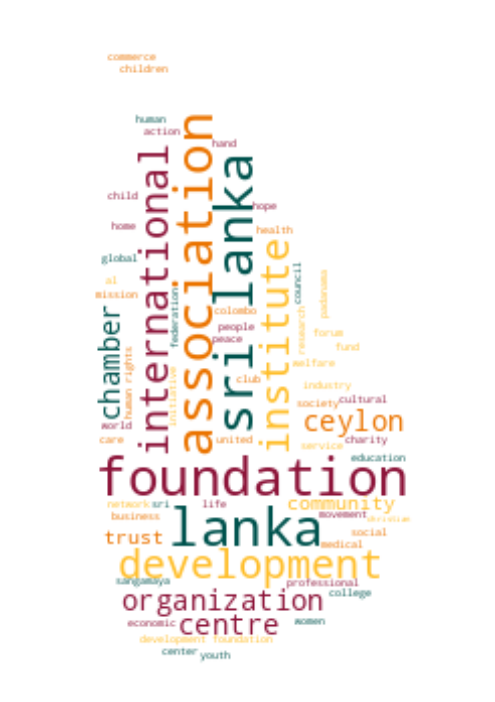 commerce
children
human
action
hand
association
international
sri lanka
child
hope
home
health
institute
global
council
padanama
al
mission
federation
chamber
colombo
research
people
forum
peace
fund
human rights
welfare
initiative
club
industry
society
cultural
ceylon
world
care
united
service
charity
education
foundation
network
sri
life
community
business
lanka
movement
christian
trust
social
medical
development
sangamaya
professional
organization
college
economic
centre
women
development foundation
center
youth